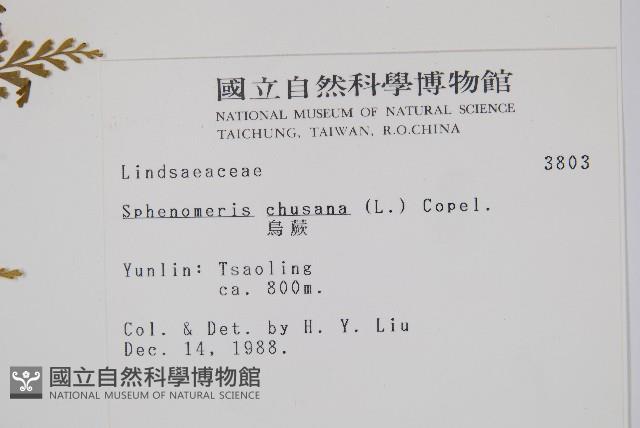 國立自然科學博物館
NATIONAL MUSEUM OF NATURAL SCIENCE
TAICHUNG, TAIWAN, R.O.CHINA
Lindsaeaceae 3803
Sphenomeris chusana (L.) Copel.
烏蕨
Yunlin: Tsaoling
ca. 800m.
Col. & Det. by H. Y. Liu
Dec. 14, 1988.
國立自然科學博物館
NATIONAL MUSEUM OF NATURAL SCIENCE